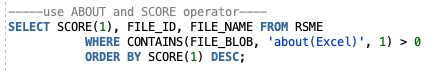 -----use ABOUT and SCORE operator----
SELECT SCORE(1), FILE_ID, FILE_NAME FROM RSME
WHERE CONTAINS(FILE_BLOB, 'about(Excel)', 1) > 0
ORDER BY SCORE(1) DESC;